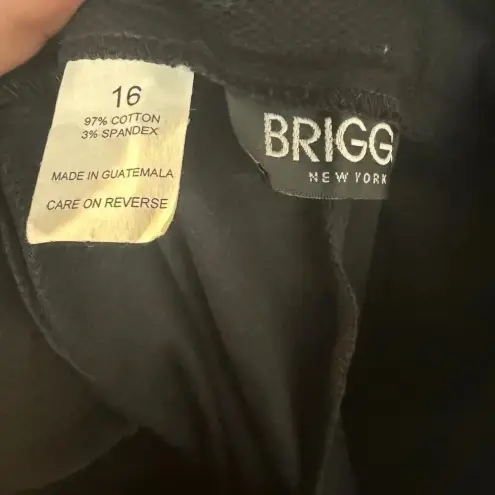 16
97% COTTON
3% SPANDEX
MADE IN GUATEMALA
CARE ON REVERSE
BRIGG
NEW YORK